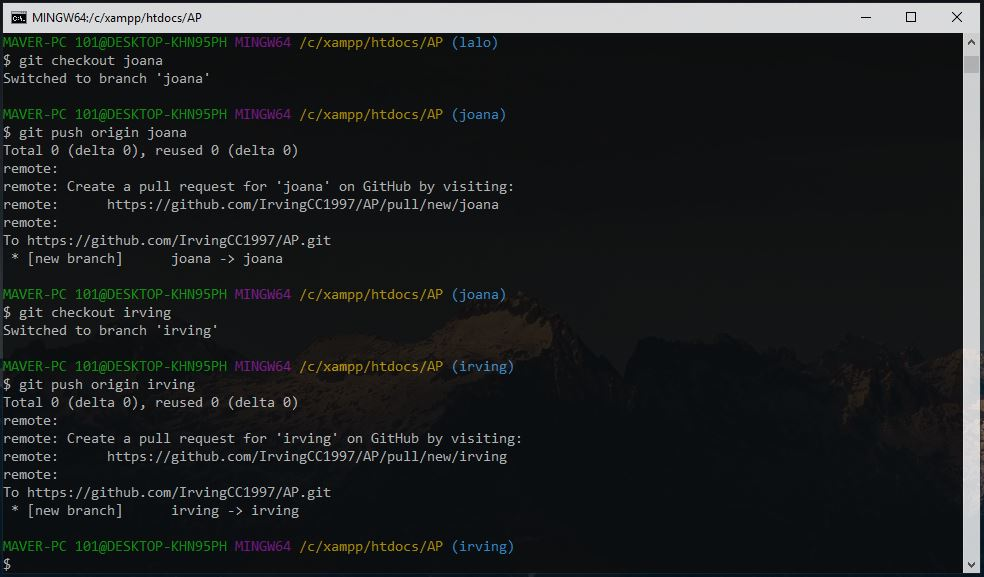 MINGW64:/c/xampp/htdocs/AP
MAVER-PC 101@DESKTOP-KHN95PH MINGW64 /c/xampp/htdocs/AP (lalo)
$ git checkout joana
Switched to branch 'joana'
MAVER-PC 101@DESKTOP-KHN95PH MINGW64 /c/xampp/htdocs/AP (joana)
$ git push origin joana
Total 0 (delta 0), reused 0 (delta 0)
remote:
remote: Create a pull request for 'joana' on GitHub by visiting:
remote:      https://github.com/IrvingCC1997/AP/pull/new/joana
remote:
To https://github.com/IrvingCC1997/AP.git
 * [new branch]      joana -> joana
MAVER-PC 101@DESKTOP-KHN95PH MINGW64 /c/xampp/htdocs/AP (joana)
$ git checkout irving
Switched to branch 'irving'
MAVER-PC 101@DESKTOP-KHN95PH MINGW64 /c/xampp/htdocs/AP (irving)
$ git push origin irving
Total 0 (delta 0), reused 0 (delta 0)
remote:
remote: Create a pull request for 'irving' on GitHub by visiting:
remote:      https://github.com/IrvingCC1997/AP/pull/new/irving
remote:
To https://github.com/IrvingCC1997/AP.git
 * [new branch]      irving -> irving
MAVER-PC 101@DESKTOP-KHN95PH MINGW64 /c/xampp/htdocs/AP (irving)
$